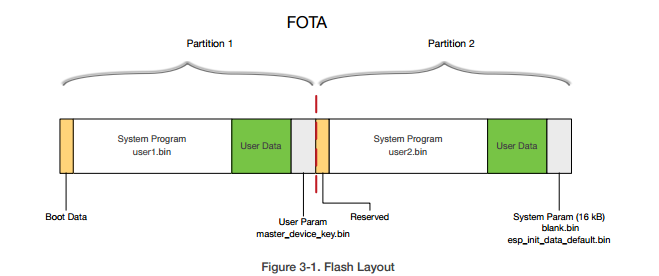 FOTA
Partition 1
Partition 2
System Program
user1.bin
User Data
System Program
user2.bin
User Data
Boot Data
User Param
master_device_key.bin
Reserved
System Param (16 kB)
blank.bin
esp_init_data_default.bin
Figure 3-1. Flash Layout